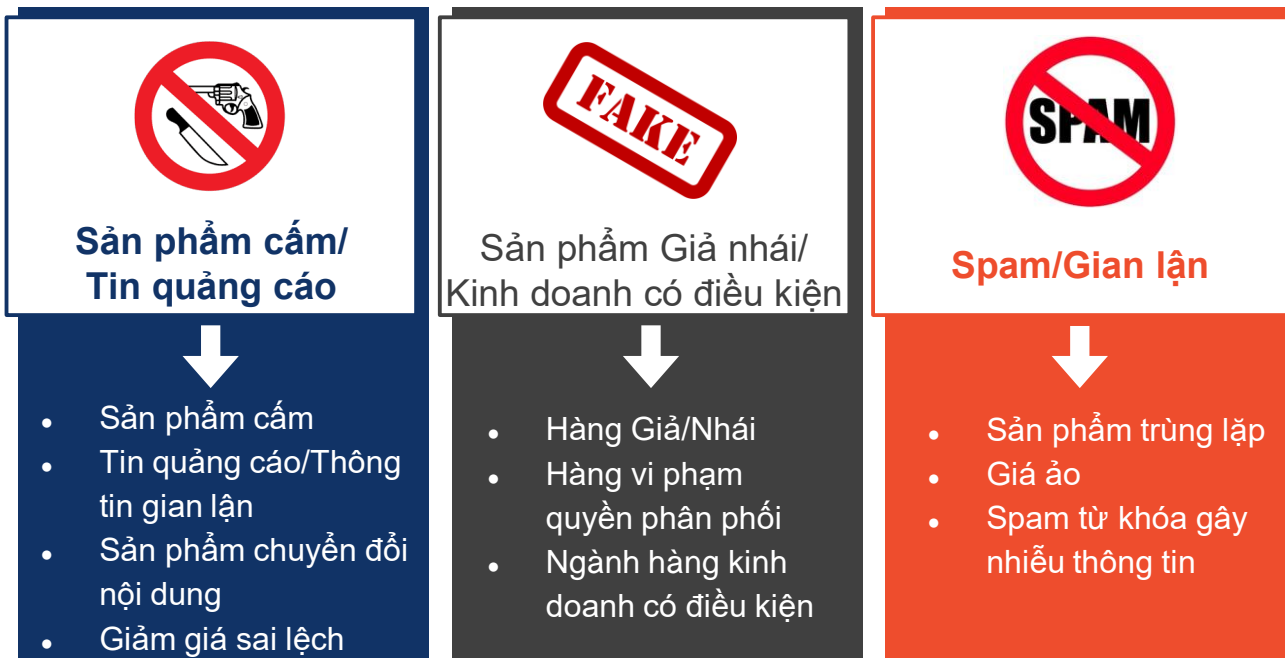 Sản phẩm cấm/
Tin quảng cáo
Sản phẩm cấm
Tin quảng cáo/Thông
tin gian lận
Sản phẩm chuyển đổi
nội dung
Giảm giá sai lệch
FAKE
Sản phẩm Giả nhái/
Kinh doanh có điều kiện
Hàng Giả/Nhái
Hàng vi phạm
quyền phân phối
Ngành hàng kinh
doanh có điều kiện
SPAM
Spam/Gian lận
Sản phẩm trùng lặp
Giá ảo
Spam từ khóa gây
nhiễu thông tin